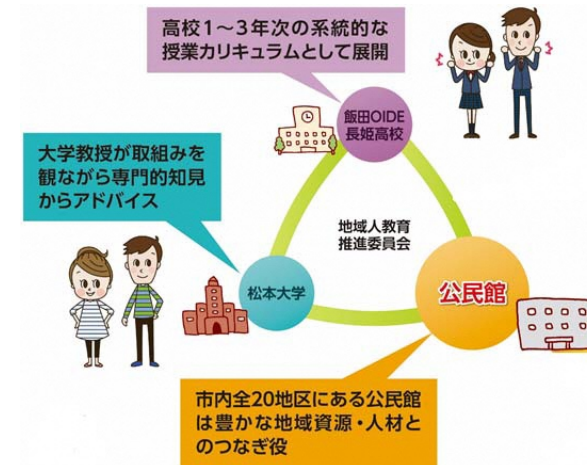 高校1～3年次の系統的な
授業カリキュラムとして展開
飯田OIDE
長姫高校
大学教授が取組みを
観ながら専門的知見
からアドバイス
地域人教育
推進委員会
松本大学
公民館
市内全20地区にある公民館
は豊かな地域資源・人材と
のつなぎ役